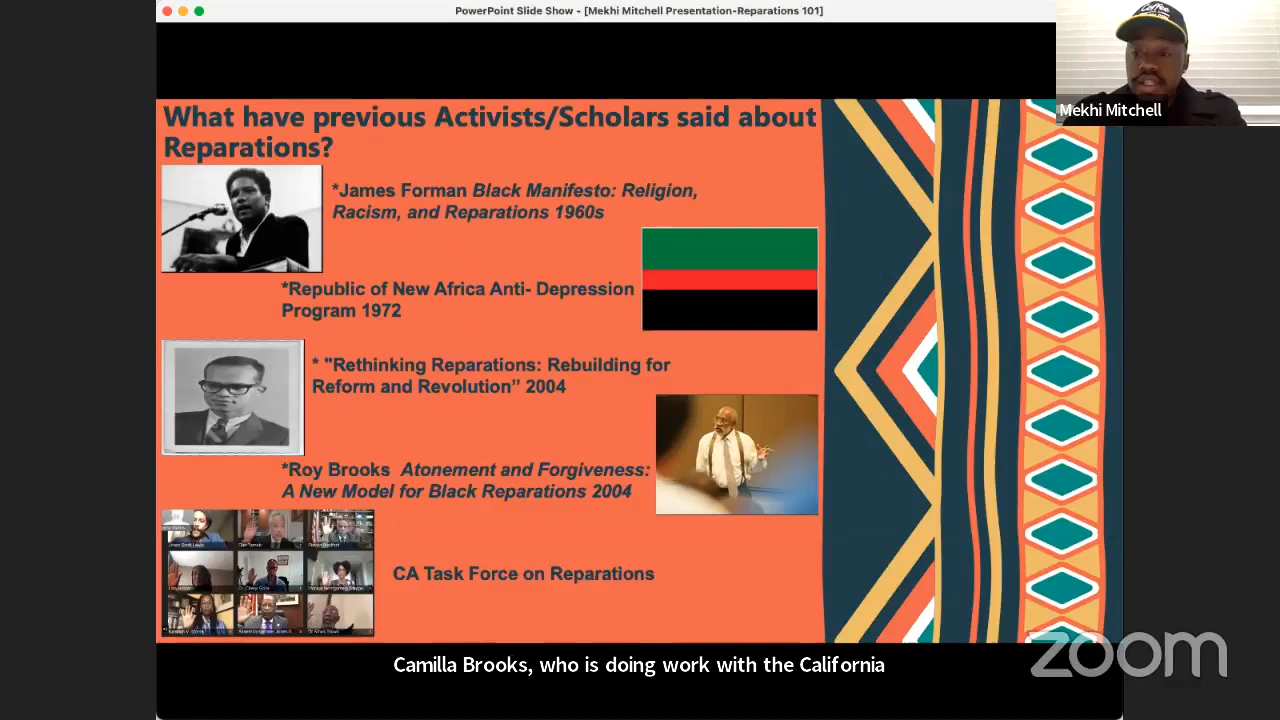 PowerPoint Slide Show - [Mekhi Mitchell Presentation-Reparations 101]
Coffee
Mekhi Mitchell
What have previous Activists/Scholars said about
Reparations?
*James Forman Black Manifesto: Religion,
Racism, and Reparations 1960s
*Republic of New Africa Anti- Depression
Program 1972
* "Rethinking Reparations: Rebuilding for
Reform and Revolution” 2004
*Roy Brooks Atonement and Forgiveness:
A New Model for Black Reparations 2004
CA Task Force on Reparations
Camilla Brooks, who is doing work with the California
zoom